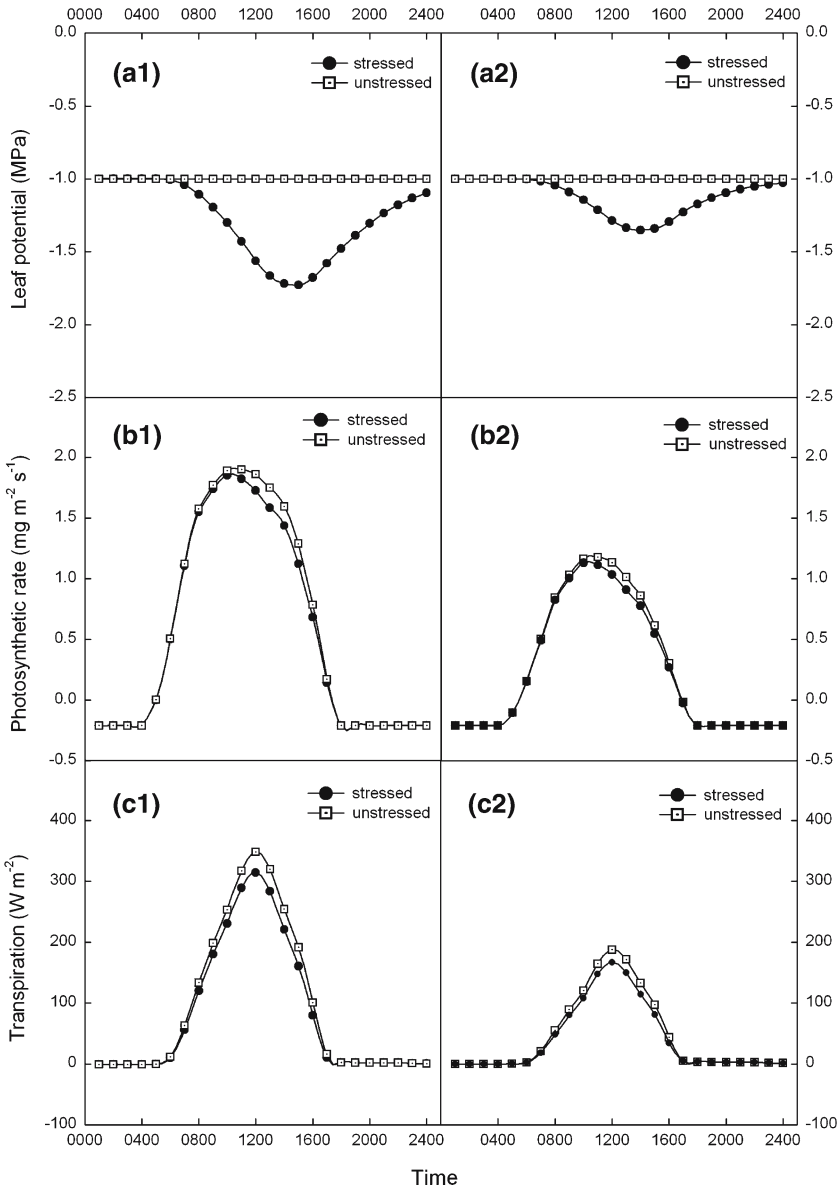 0000 0400 0800 1200 1600 2000 2400 0400 0800 1200 1600 2000 2400
0.0
-0.5
-1.0
-1.5
-2.0
-2.5
Leaf potential (MPa)
(a1)
stressed
unstressed
(a2)
stressed
unstressed
0.0
-0.5
-1.0
-1.5
-2.0
-2.5
2.0
1.5
1.0
0.5
0.0
-0.5
Photosynthetic rate (mg m-2 s-1)
(b1)
stressed
unstressed
(b2)
stressed
unstressed
2.0
1.5
1.0
0.5
0.0
-0.5
400
300
200
100
0
-100
Transpiration (W m-2)
(c1)
stressed
unstressed
(c2)
stressed
unstressed
400
300
200
100
0
-100
0000 0400 0800 1200 1600 2000 2400 0400 0800 1200 1600 2000 2400
Time